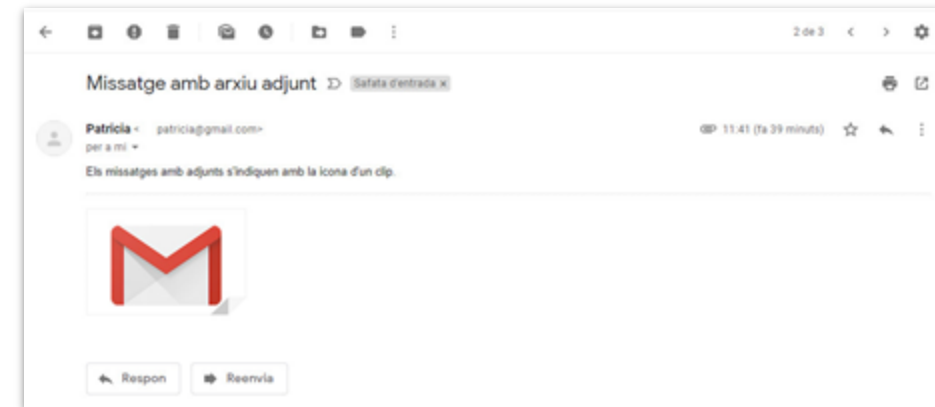 2 de 3
Missatge amb arxiu adjunt Safata d'entrada x
Patricia < patricia@gmail.com> 11:41 (fa 39 minuts)
per a mi
Els missatges amb adjunts s'indiquen amb la icona d'un clip.
Respon Reenvia